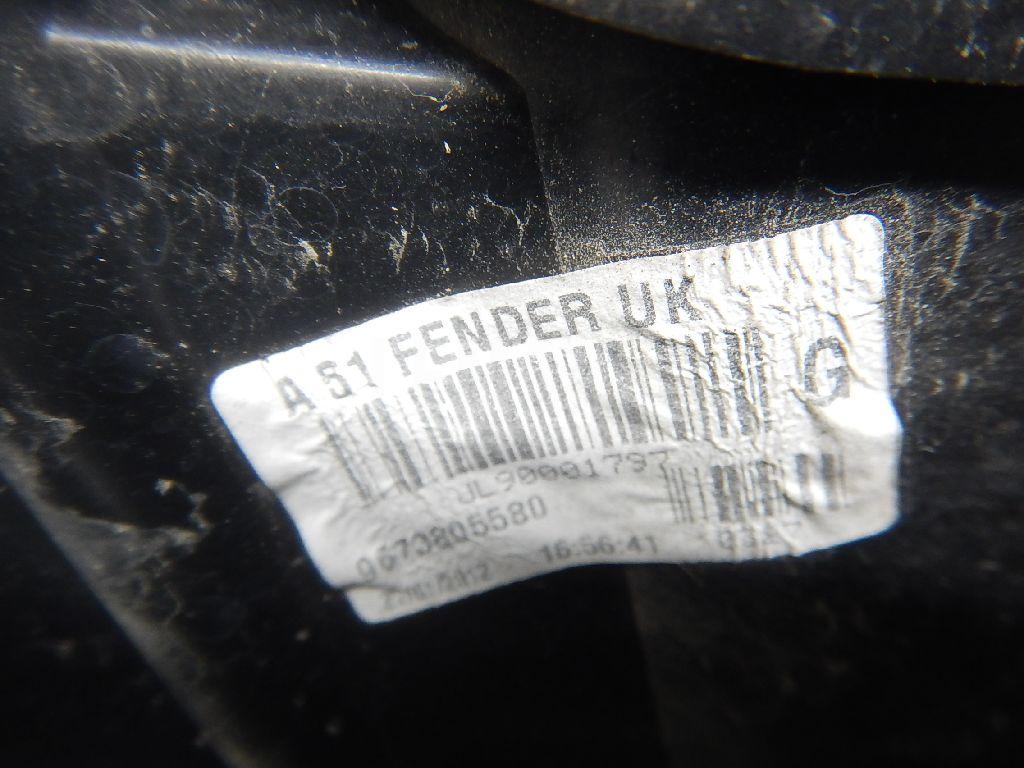 A 51 FENDER UK
G
JL90001797
9673805580
16:56:41